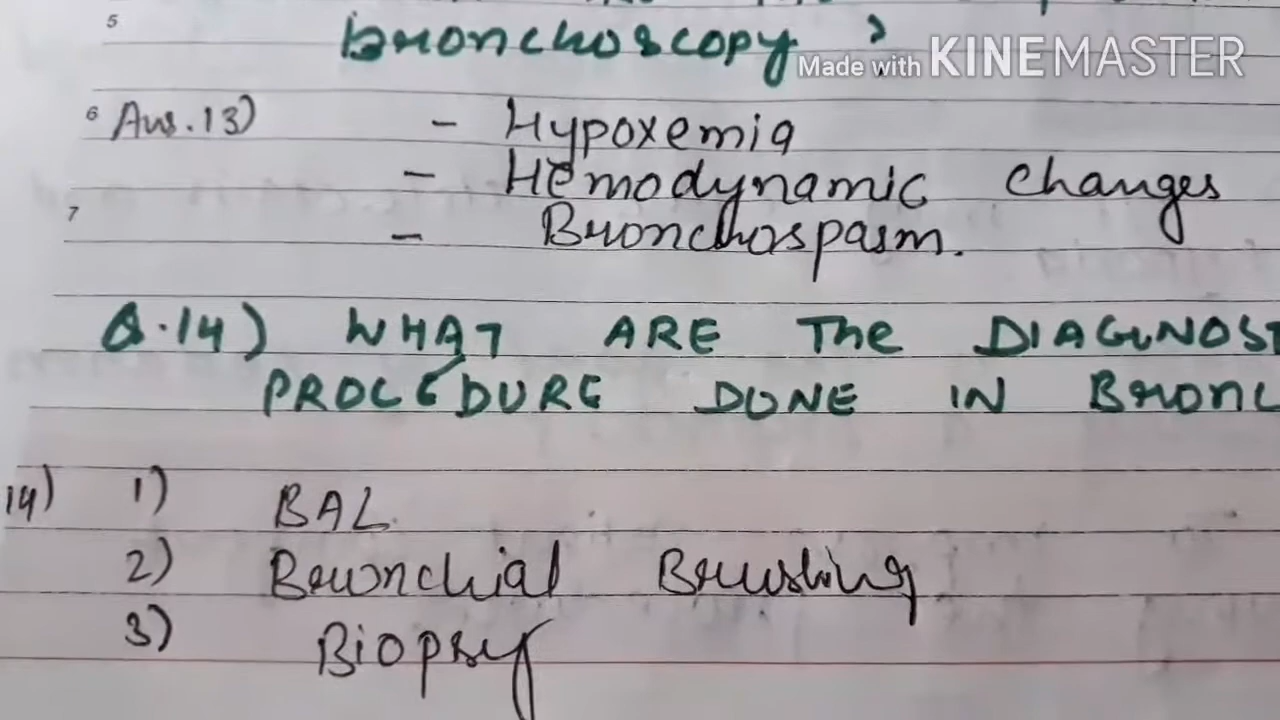 5
bronchoscopy ?
Made with KINEMASTER
6 Ans.13) - Hypoxemia
- Hemodynamic changes
7
- Bronchospasm.
Q.14) WHAT ARE The DIAGNOST
PROCEDURE DONE IN BRONC
14) 1) BAL
2) Bronchial Brushing
3) Biopsy